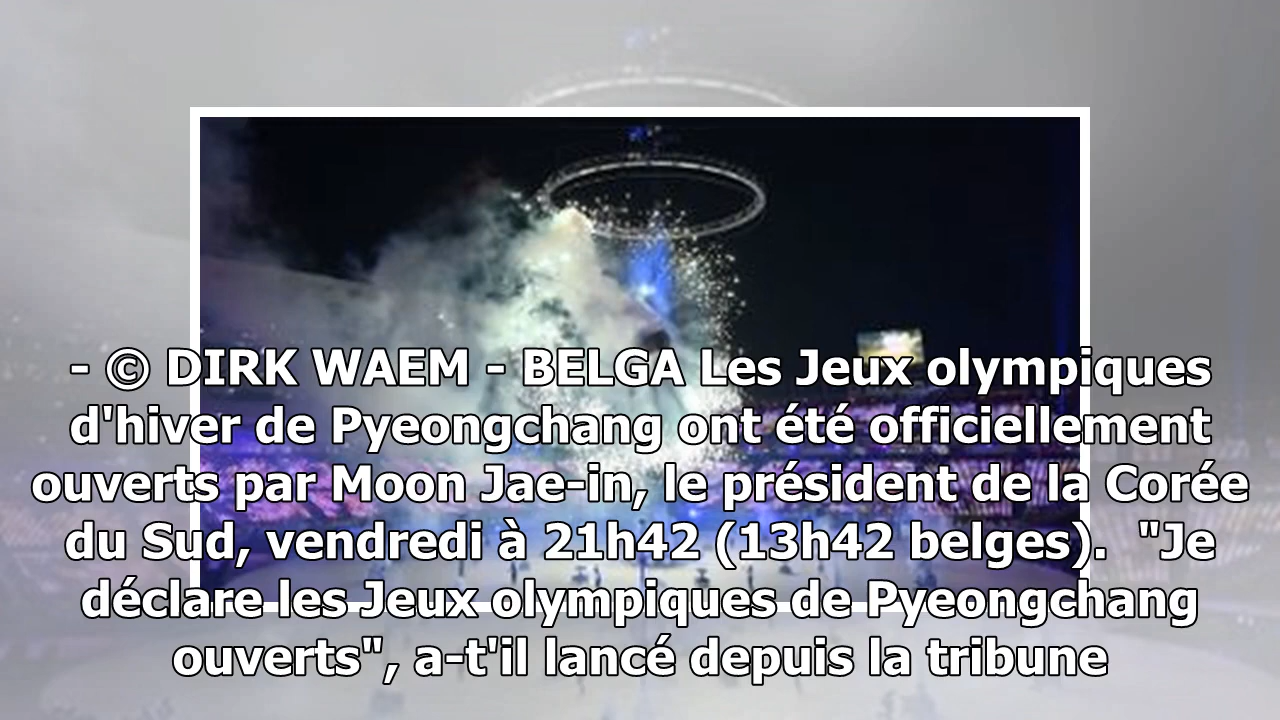 - © DIRK WAEM - BELGA Les Jeux olympiques
d'hiver de Pyeongchang ont été officiellement
ouverts par Moon Jae-in, le président de la Corée
du Sud, vendredi à 21h42 (13h42 belges).  "Je
déclare les Jeux olympiques de Pyeongchang
ouverts", a-t'il lancé depuis la tribune